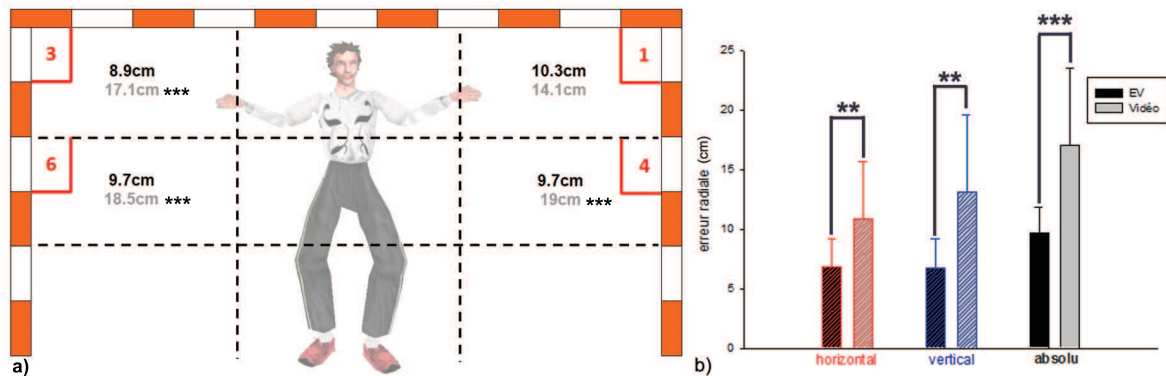 3
8.9cm
17.1cm ***
10.3cm
14.1cm
1
6
9.7cm
18.5cm ***
9.7cm
19cm ***
4
a)
erreur radiale (cm)
25
20
15
10
5
0
**
**
***
EV
Vidéo
horizontal
vertical
absolu
b)